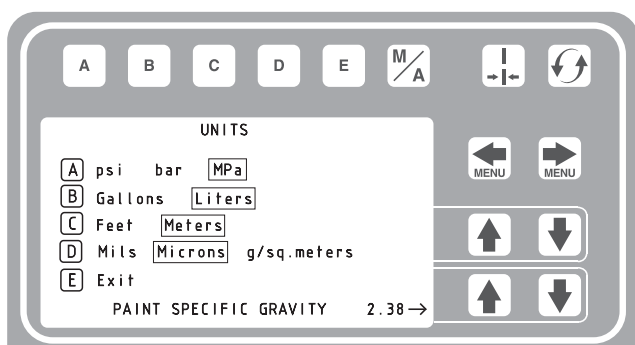 A B C D E M/A
UNITS
A psi bar MPa
B Gallons Liters
C Feet Meters
D Mils Microns g/sq.meters
E Exit
PAINT SPECIFIC GRAVITY 2.38→
MENU MENU